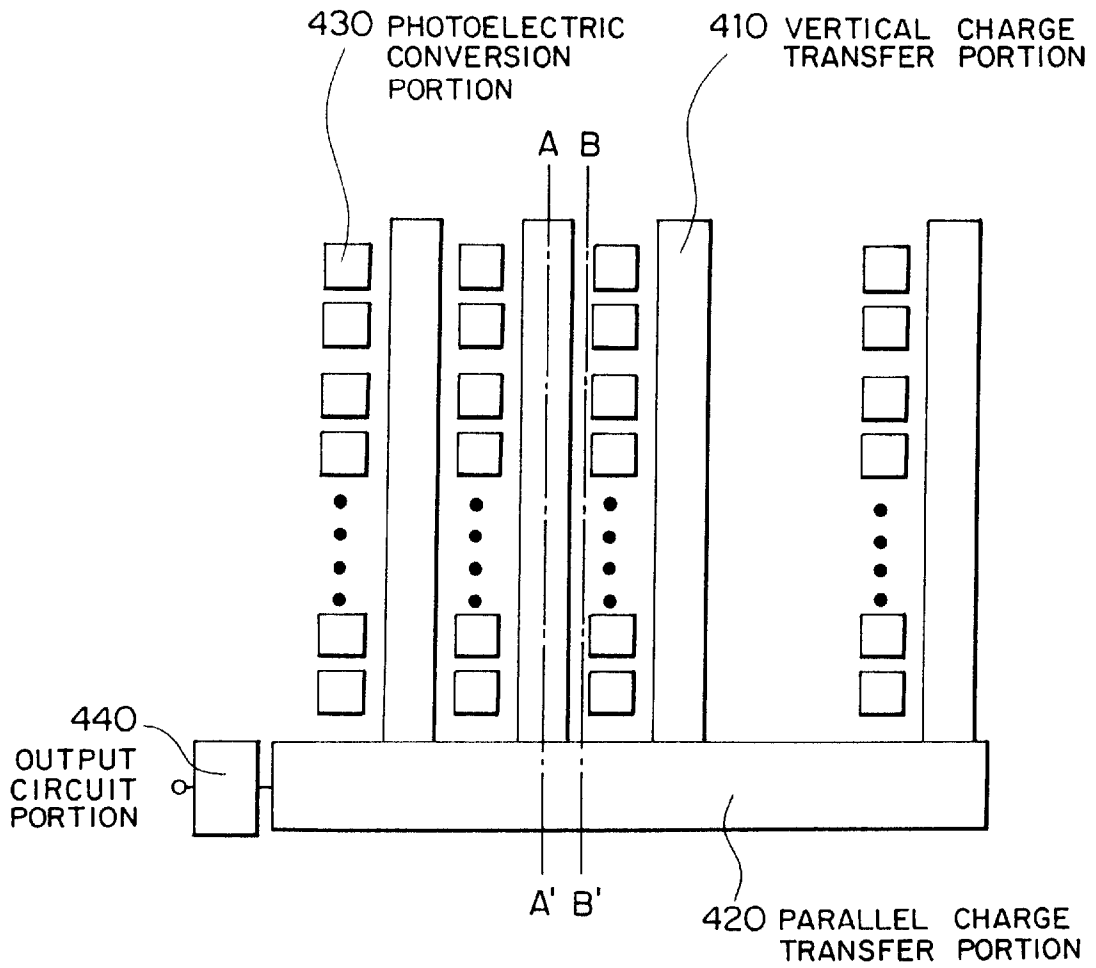 430 PHOTOELECTRIC
CONVERSION
PORTION
410 VERTICAL CHARGE
TRANSFER PORTION
A B
440
OUTPUT
CIRCUIT
PORTION
A' B'
420 PARALLEL CHARGE
TRANSFER PORTION